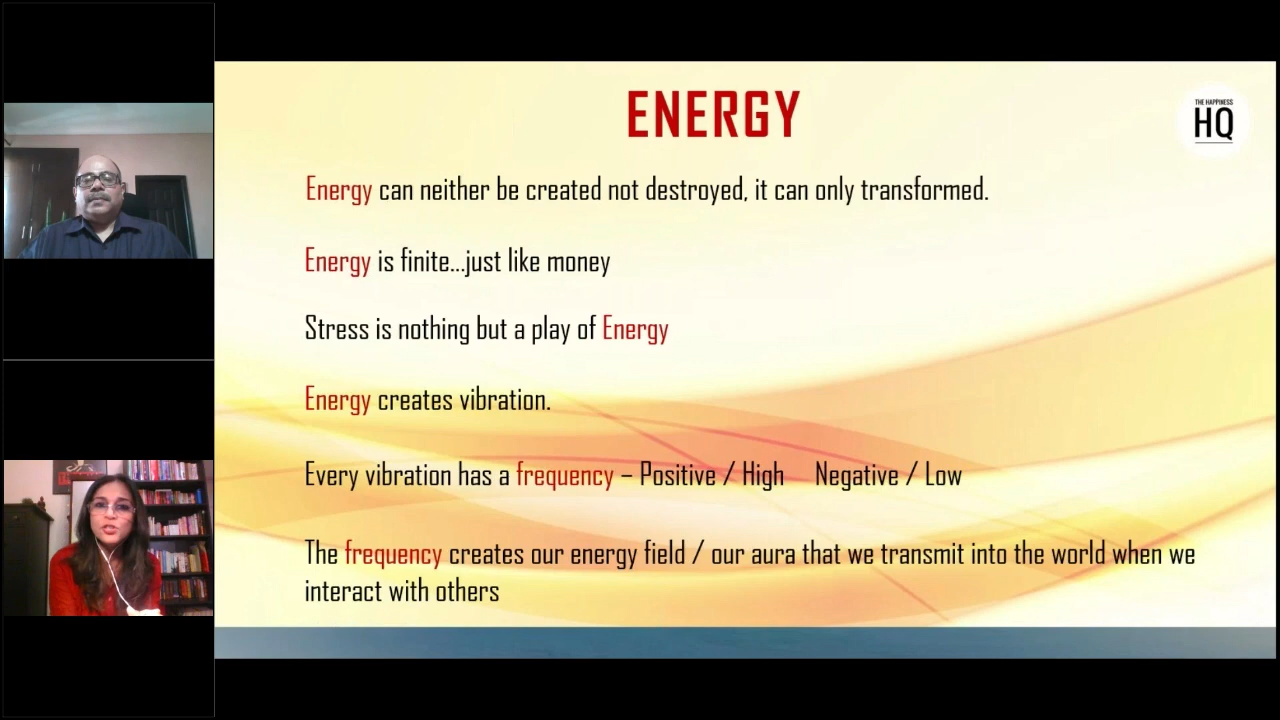 ENERGY
THE HAPPINESS
HQ
Energy can neither be created not destroyed, it can only transformed.
Energy is finite...just like money
Stress is nothing but a play of Energy
Energy creates vibration.
Every vibration has a frequency – Positive / High Negative / Low
The frequency creates our energy field / our aura that we transmit into the world when we
interact with others